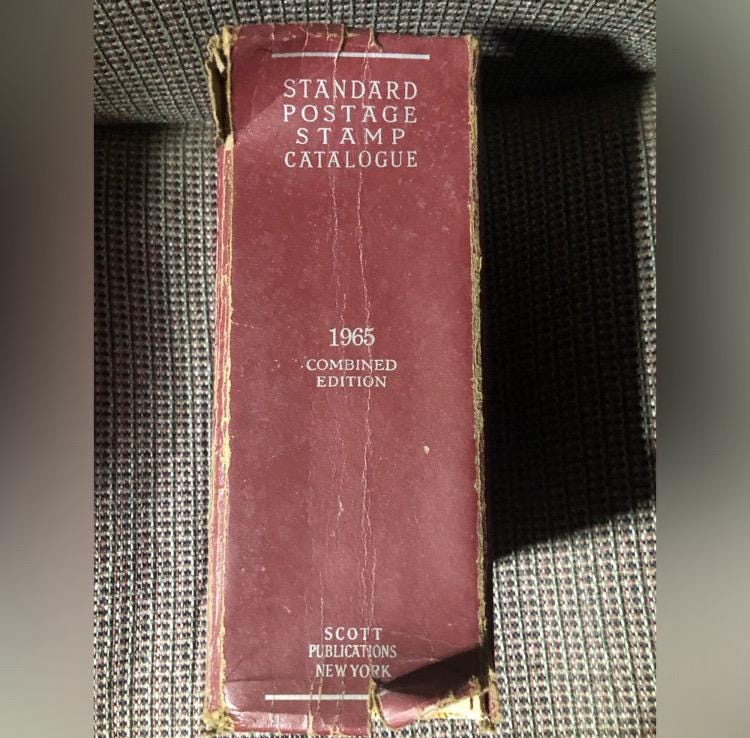 STANDARD
POSTAGE
STAMP
CATALOGUE
1965
COMBINED
EDITION
SCOTT
PUBLICATIONS
NEW YORK